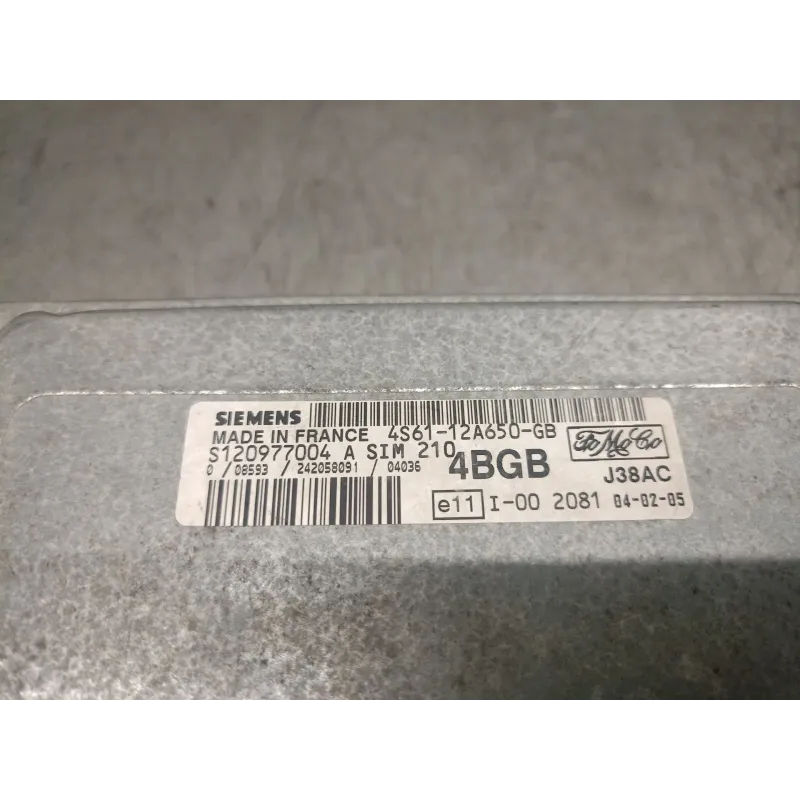 SIEMENS
MADE IN FRANCE 4S61-12A650-GB
S120977004 A SIM 210
0 / 08593 / 242058091 / 04036
4BGB
FoMoCo
J38AC
e11 I-00 2081 04-02-05